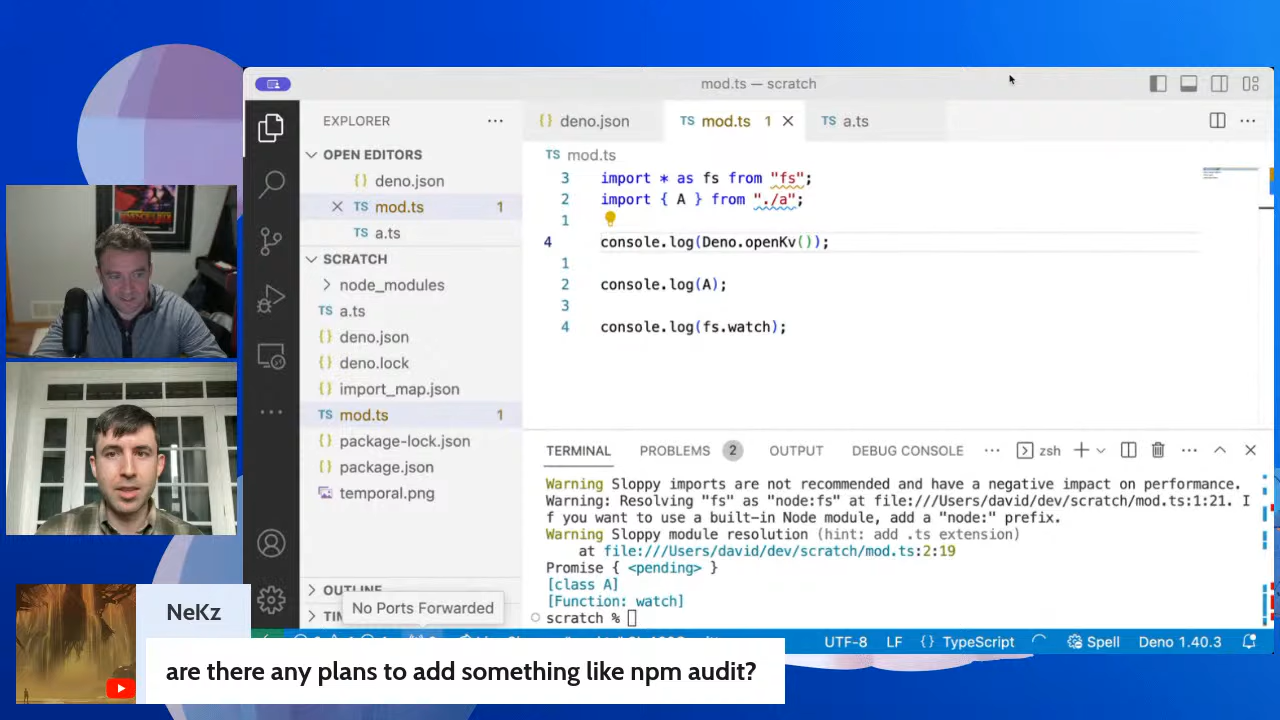 mod.ts — scratch
EXPLORER
OPEN EDITORS
deno.json
mod.ts 1
a.ts
SCRATCH
node_modules
a.ts
deno.json
deno.lock
import_map.json
TS mod.ts 1
package-lock.json
package.json
temporal.png
OUTLINE
No Ports Forwarded
deno.json
TS mod.ts 1
TS a.ts
TS mod.ts
3 import * as fs from "fs";
2 import { A } from "./a";
1
4 console.log(Deno.openKv());
1
2 console.log(A);
3
4 console.log(fs.watch);
TERMINAL PROBLEMS 2 OUTPUT DEBUG CONSOLE zsh
Warning Sloppy imports are not recommended and have a negative impact on performance.
Warning: Resolving "fs" as "node:fs" at file:///Users/david/dev/scratch/mod.ts:1:21. I
f you want to use a built-in Node module, add a "node:" prefix.
Warning Sloppy module resolution (hint: add .ts extension)
at file:///Users/david/dev/scratch/mod.ts:2:19
Promise { <pending> }
[class A]
[Function: watch]
scratch %
UTF-8 LF {} TypeScript Spell Deno 1.40.3
NeKz
are there any plans to add something like npm audit?